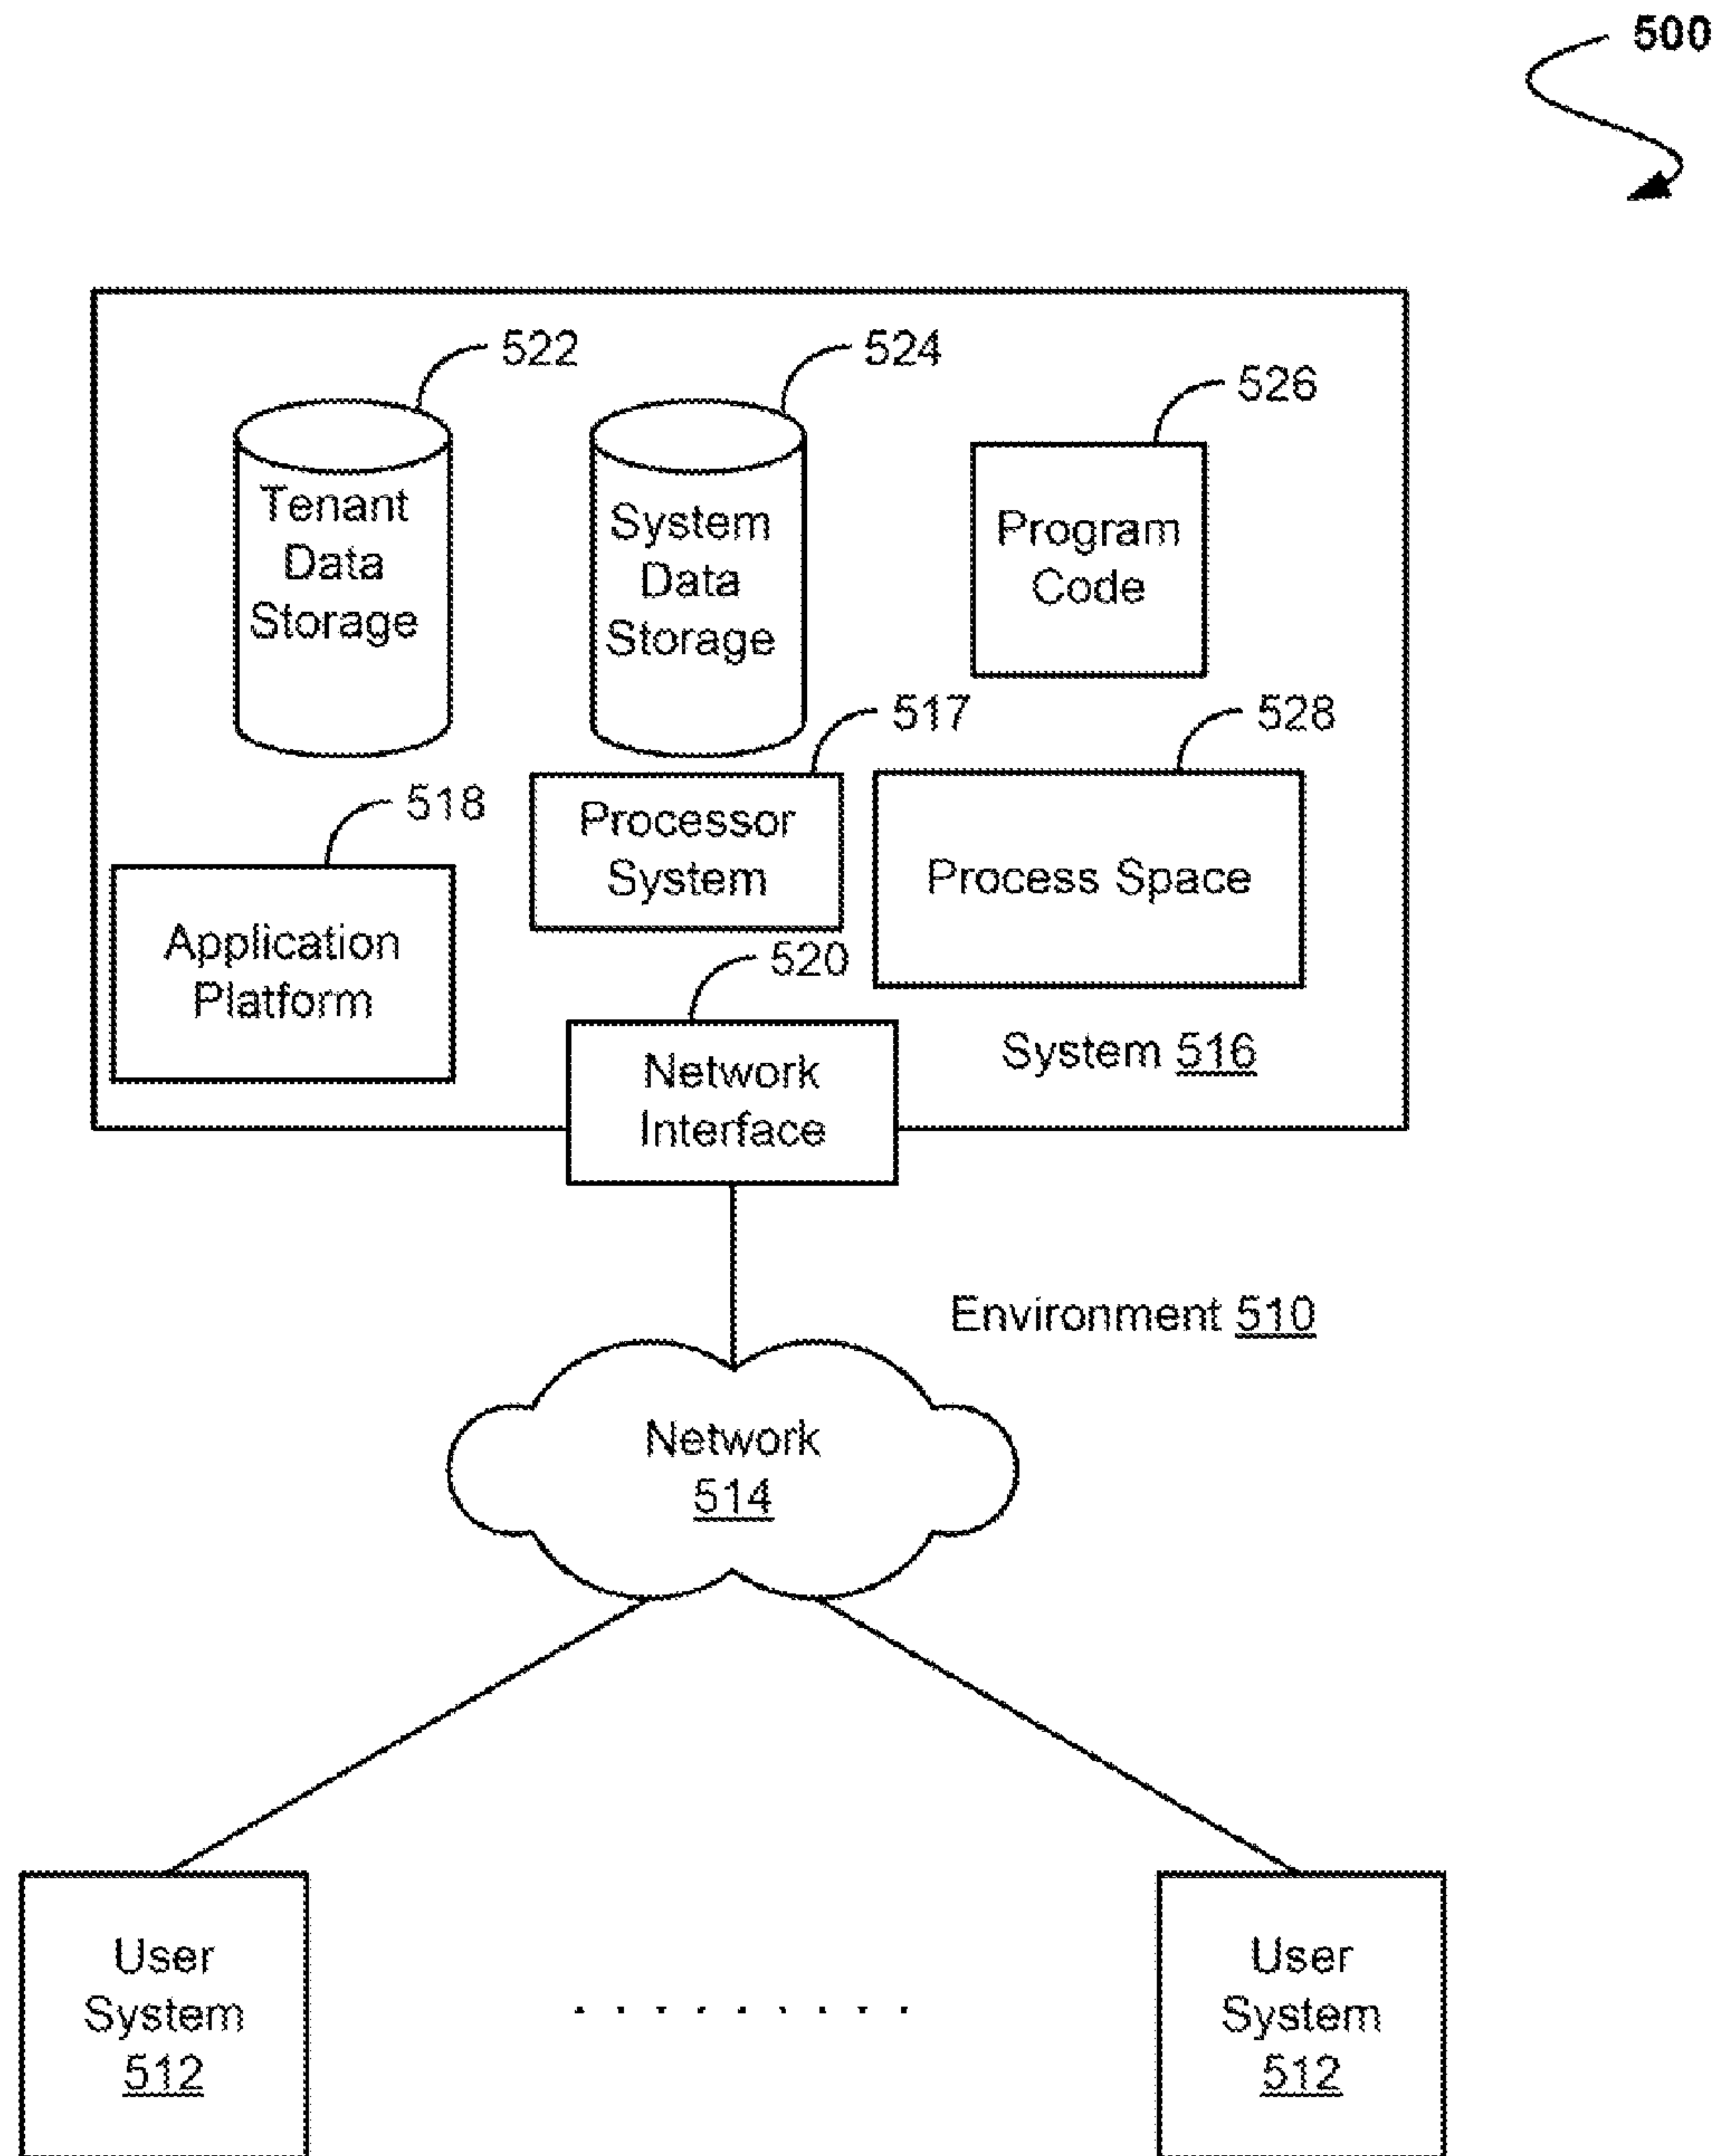 500
522
524
526
Tenant
Data
Storage
System
Data
Storage
Program
Code
517
528
518
Processor
System
Process Space
Application
Platform
520
Network
Interface
System 516
Environment 510
Network
514
User
System
512
User
System
512